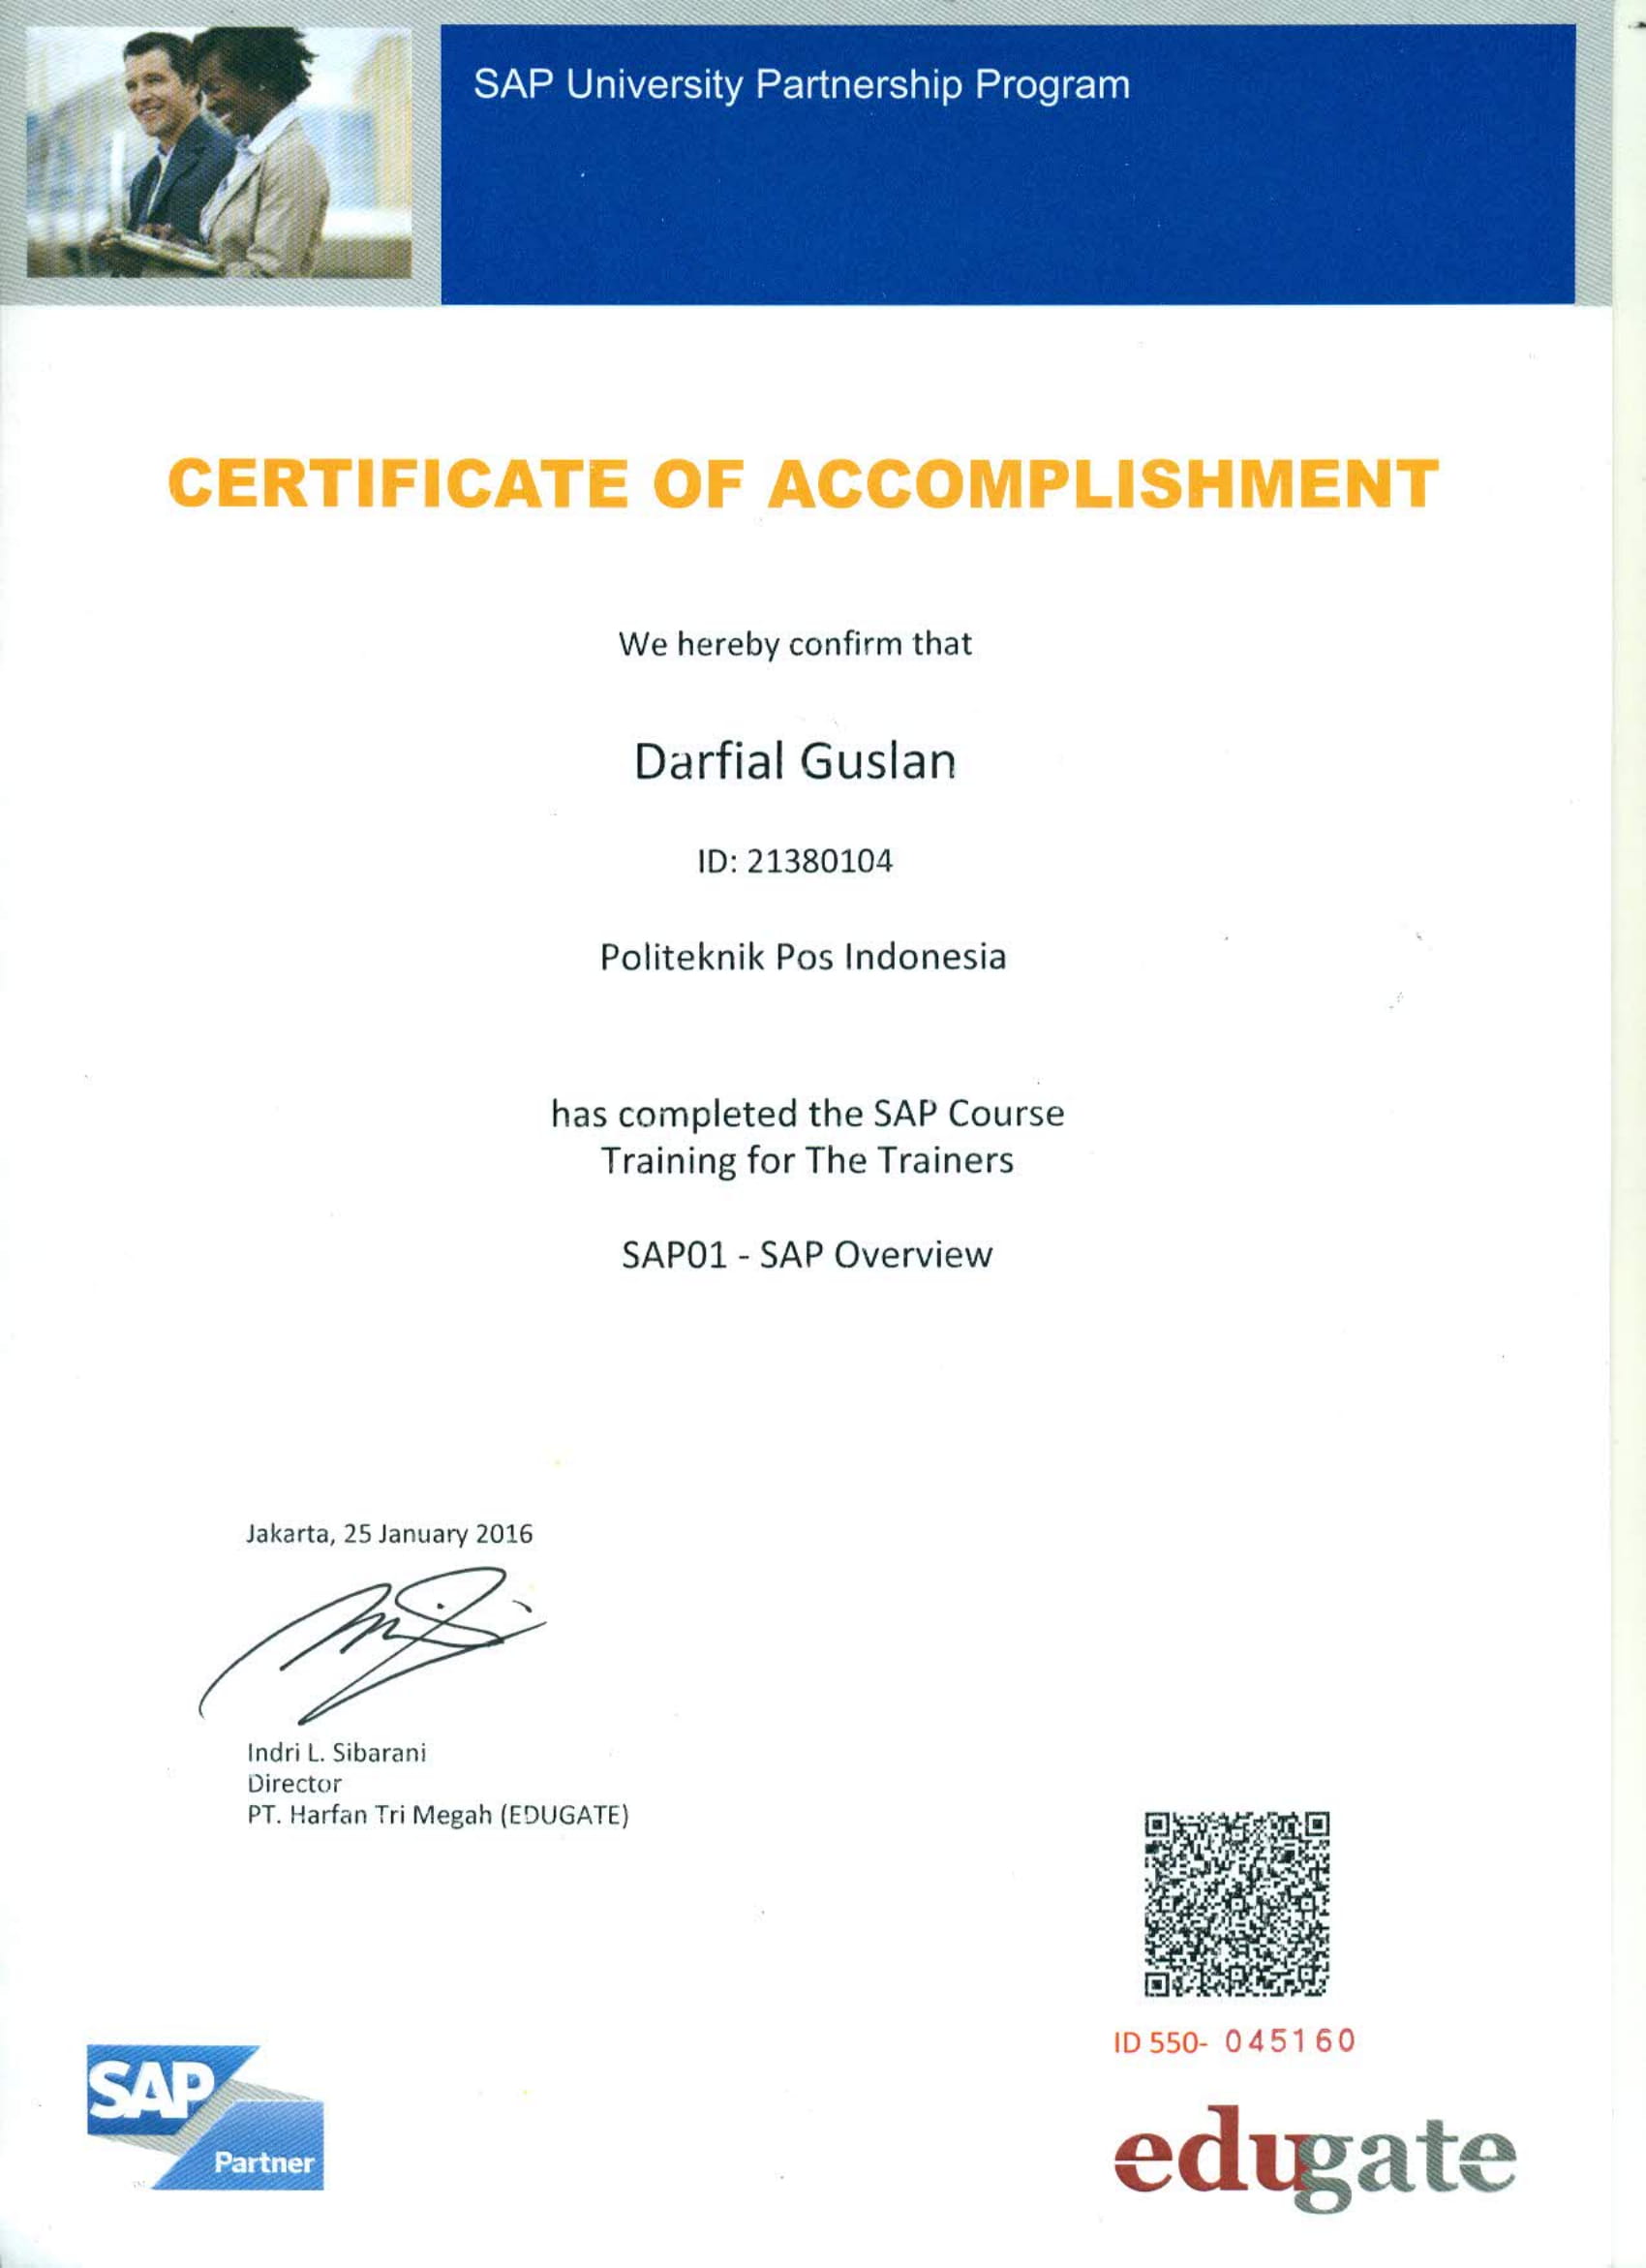 SAP University Partnership Program
CERTIFICATE OF ACCOMPLISHMENT
We hereby confirm that
Darfial Guslan
ID: 21380104
Politeknik Pos Indonesia
has completed the SAP Course
Training for The Trainers
SAP01 - SAP Overview
Jakarta, 25 January 2016
Indri L. Sibarani
Director
PT. Harfan Tri Megah (EDUGATE)
ID 550- 045160
SAP
Partner
edugate